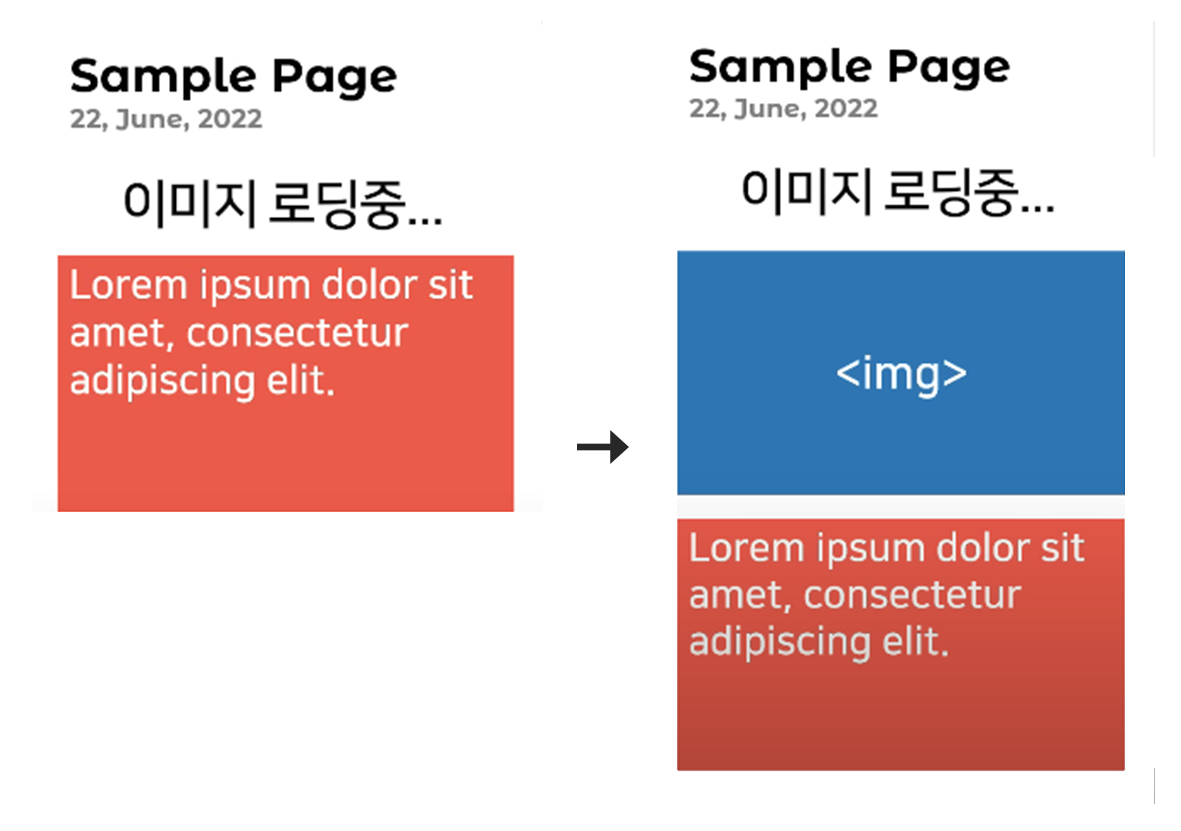 Sample Page
22, June, 2022
이미지 로딩중...
Lorem ipsum dolor sit
amet, consectetur
adipiscing elit.
→
Sample Page
22, June, 2022
이미지 로딩중...
<img>
Lorem ipsum dolor sit
amet, consectetur
adipiscing elit.